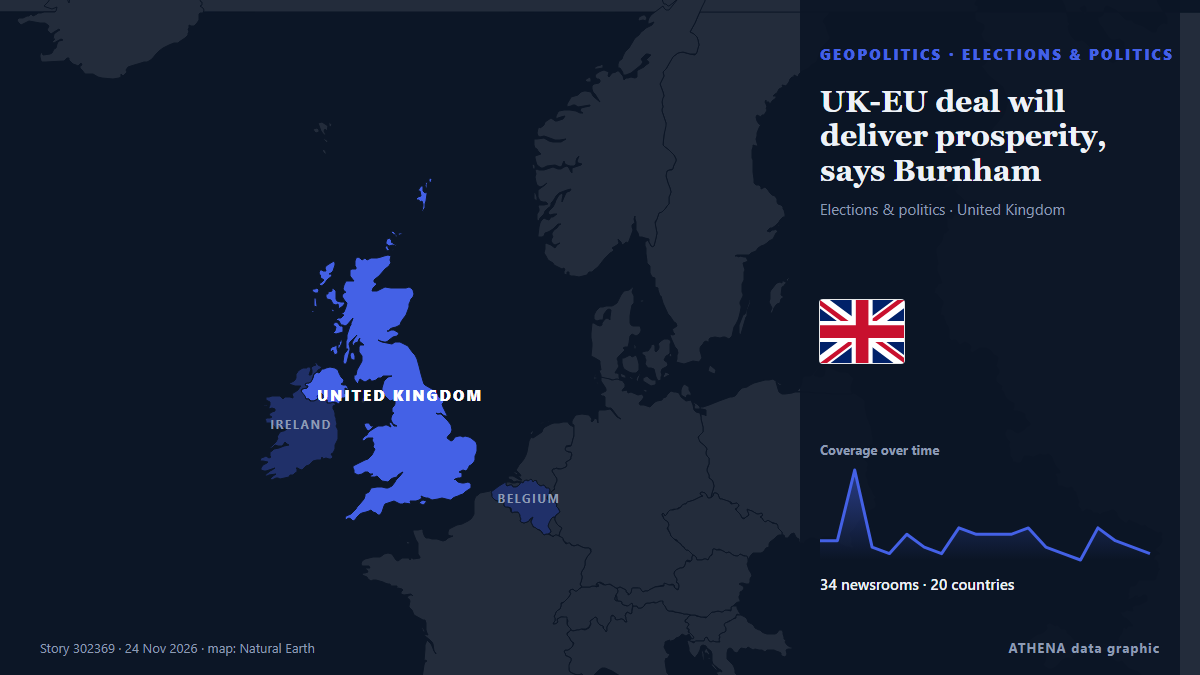 GEOPOLITICS · ELECTIONS & POLITICS
UK-EU deal will
deliver prosperity,
says Burnham
Elections & politics · United Kingdom
UNITED KINGDOM
IRELAND
BELGIUM
Coverage over time
34 newsrooms · 20 countries
Story 302369 · 24 Nov 2026 · map: Natural Earth
ATHENA data graphic